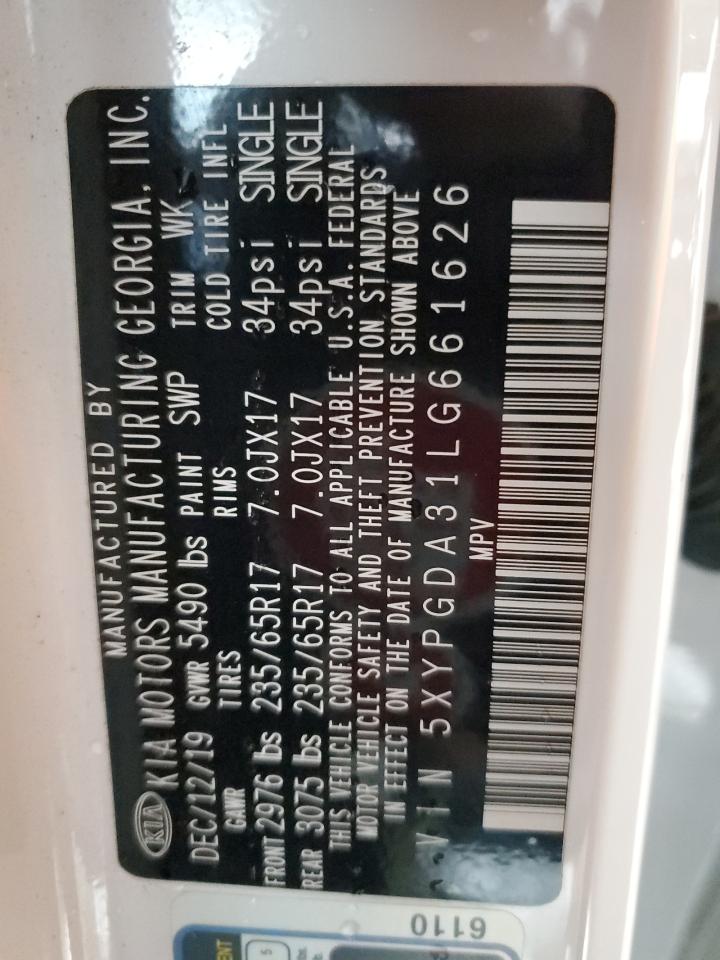 MANUFACTURED BY
KIA KIA MOTORS MANUFACTURING GEORGIA, INC.
DEC/12/19 GVWR 5490 lbs PAINT SWP TRIM WK
GAWR TIRES RIMS COLD TIRE INFL
FRONT 2976 lbs 235/65R17 7.0JX17 34psi SINGLE
REAR 3075 lbs 235/65R17 7.0JX17 34psi SINGLE
THIS VEHICLE CONFORMS TO ALL APPLICABLE U.S.A. FEDERAL
MOTOR VEHICLE SAFETY AND THEFT PREVENTION STANDARDS
IN EFFECT ON THE DATE OF MANUFACTURE SHOWN ABOVE
VIN 5XYPGDA31LG661626
MPV
6110
5